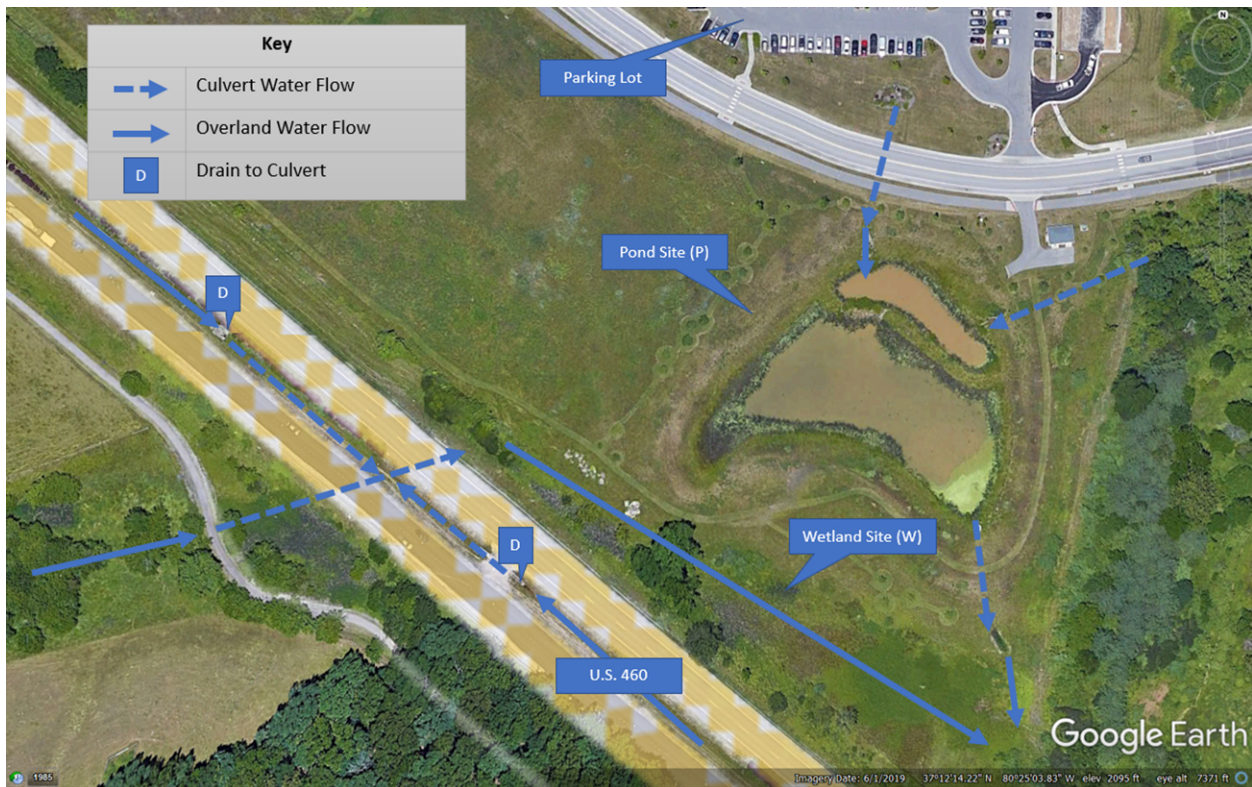 Key
Culvert Water Flow
Overland Water Flow
D
Drain to Culvert
Parking Lot
N
Pond Site (P)
D
Wetland Site (W)
D
U.S. 460
Google Earth
1985
Imagery Date: 6/1/2019 37°12'14.22" N 80°25'03.83" W elev 2095 ft eye alt 7371 ft